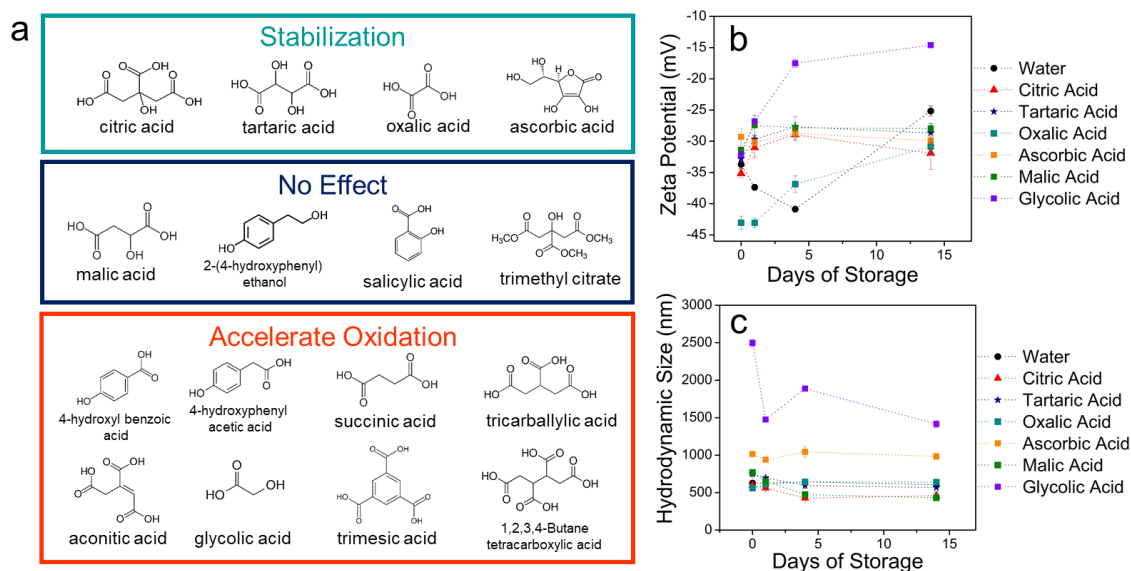 a
Stabilization
citric acid
tartaric acid
oxalic acid
ascorbic acid
No Effect
malic acid
2-(4-hydroxyphenyl)
ethanol
salicylic acid
trimethyl citrate
Accelerate Oxidation
4-hydroxyl benzoic
acid
4-hydroxyphenyl
acetic acid
succinic acid
tricarballylic acid
aconitic acid
glycolic acid
trimesic acid
1,2,3,4-Butane
tetracarboxylic acid
b
Zeta Potential (mV)
-10
-15
-20
-25
-30
-35
-40
-45
0
5
10
15
Days of Storage
Water
Citric Acid
Tartaric Acid
Oxalic Acid
Ascorbic Acid
Malic Acid
Glycolic Acid
c
Hydrodynamic Size (nm)
3000
2500
2000
1500
1000
500
0
0
5
10
15
Days of Storage
Water
Citric Acid
Tartaric Acid
Oxalic Acid
Ascorbic Acid
Malic Acid
Glycolic Acid